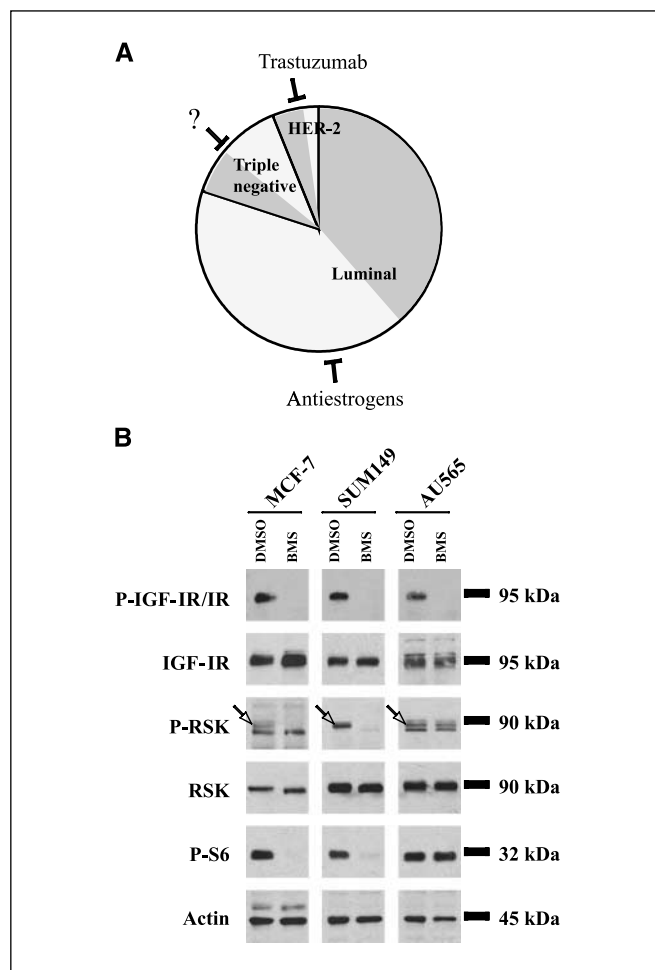 A
Trastuzumab
?
HER-2
Triple
negative
Luminal
Antiestrogens
B
MCF-7 SUM149 AU565
DMSO BMS DMSO BMS DMSO BMS
P-IGF-IR/IR 95 kDa
IGF-IR 95 kDa
P-RSK 90 kDa
RSK 90 kDa
P-S6 32 kDa
Actin 45 kDa